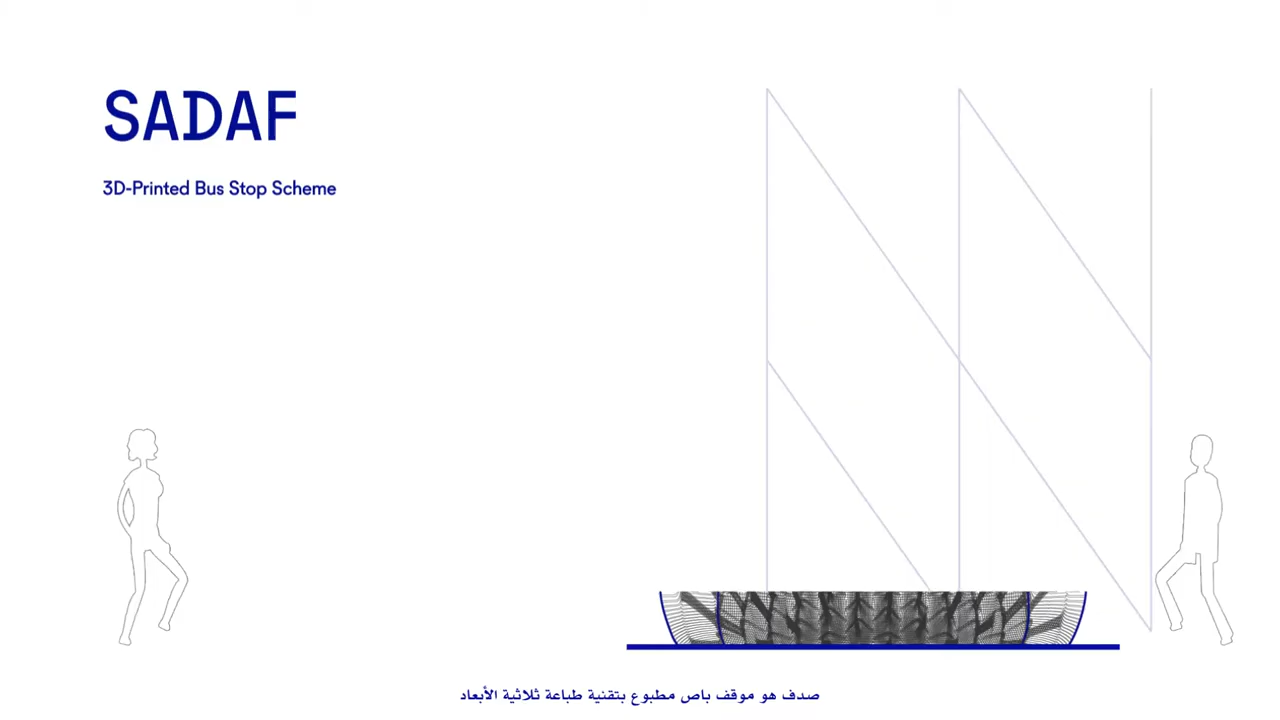 SADAF
3D-Printed Bus Stop Scheme
صدف هو موقف باص مطبوع بتقنية طباعة ثلاثية الأبعاد